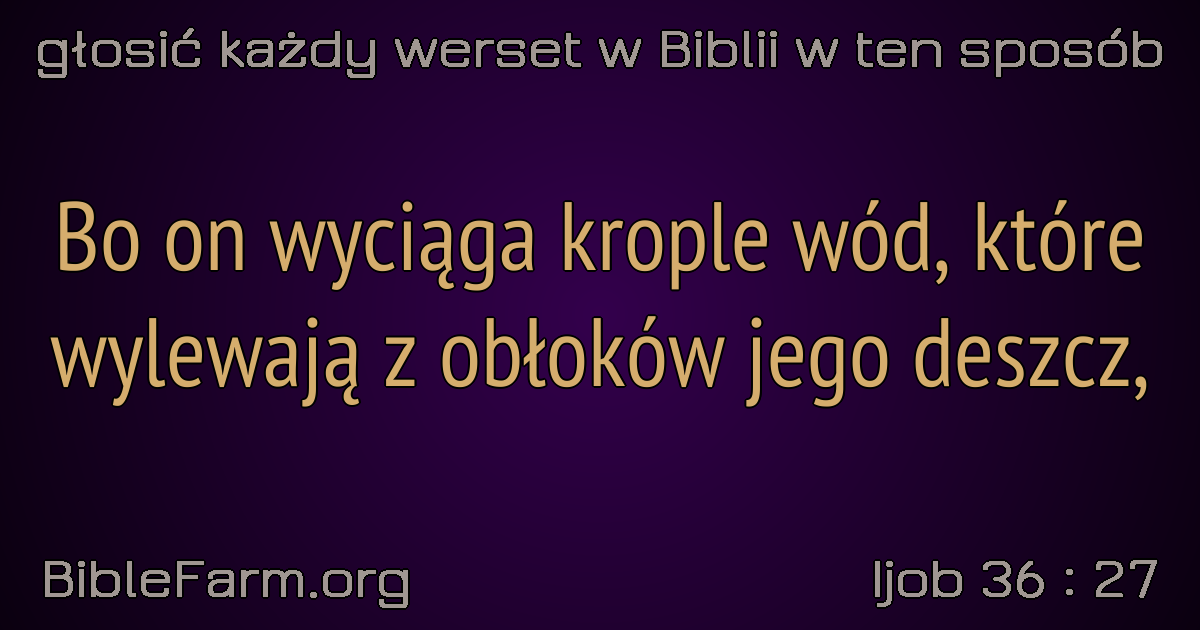 głosić każdy werset w Biblii w ten sposób
Bo on wyciąga krople wód, które
wylewają z obłoków jego deszcz,
BibleFarm.org
Ijob 36 : 27